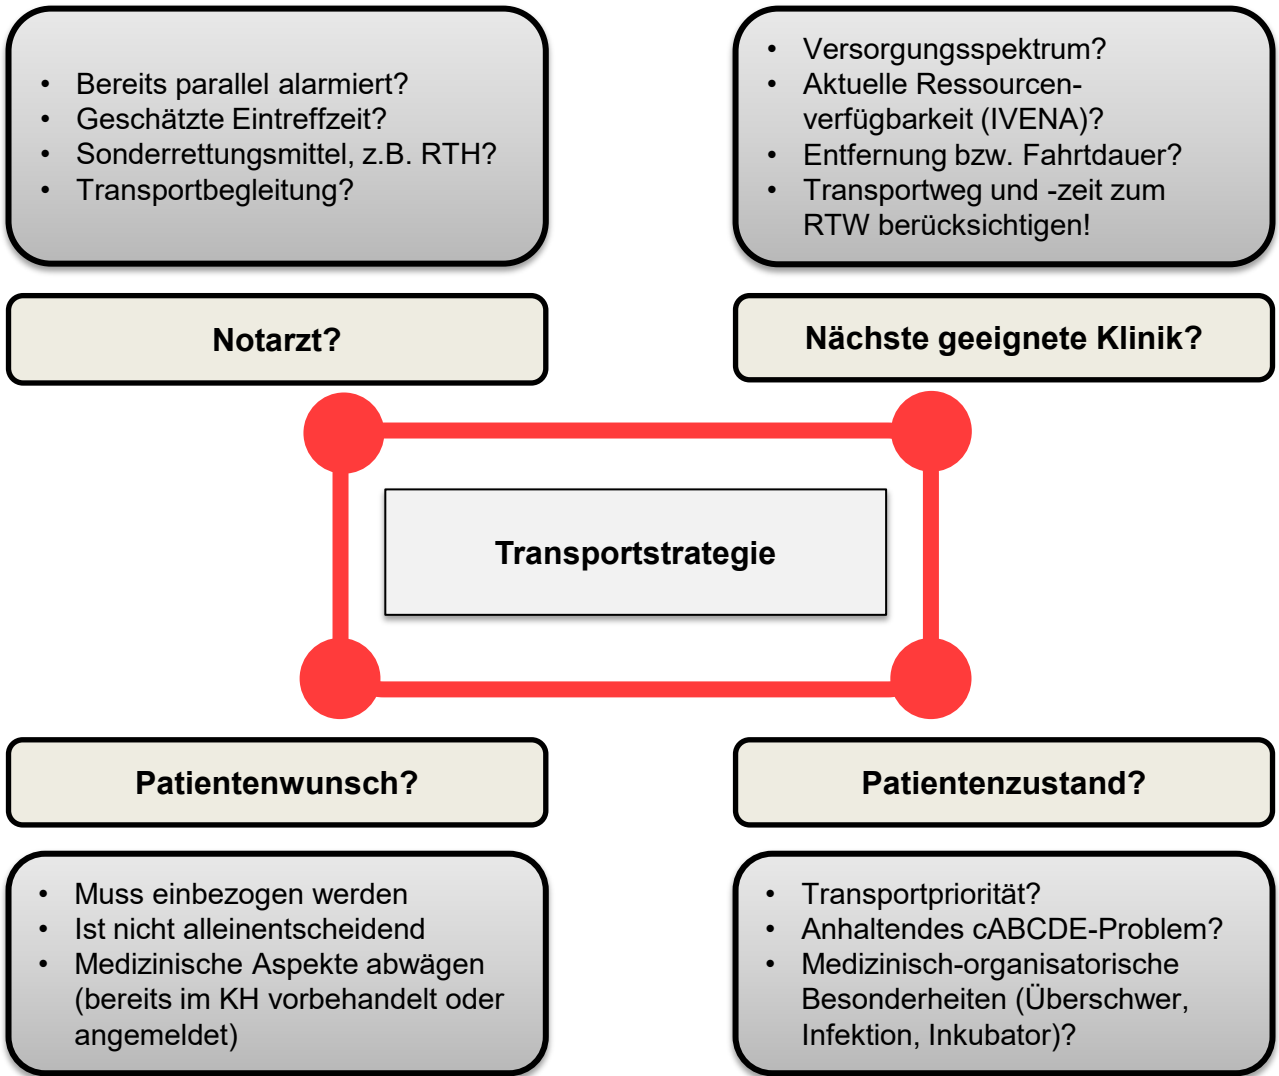 • Bereits parallel alarmiert?
• Geschätzte Eintreffzeit?
• Sonderrettungsmittel, z.B. RTH?
• Transportbegleitung?
Notarzt?
• Versorgungsspektrum?
• Aktuelle Ressourcen-
verfügbarkeit (IVENA)?
• Entfernung bzw. Fahrtdauer?
• Transportweg und -zeit zum
RTW berücksichtigen!
Nächste geeignete Klinik?
Transportstrategie
Patientenwunsch?
• Muss einbezogen werden
• Ist nicht alleinentscheidend
• Medizinische Aspekte abwägen
(bereits im KH vorbehandelt oder
angemeldet)
Patientenzustand?
• Transportpriorität?
• Anhaltendes cABCDE-Problem?
• Medizinisch-organisatorische
Besonderheiten (Überschwer,
Infektion, Inkubator)?